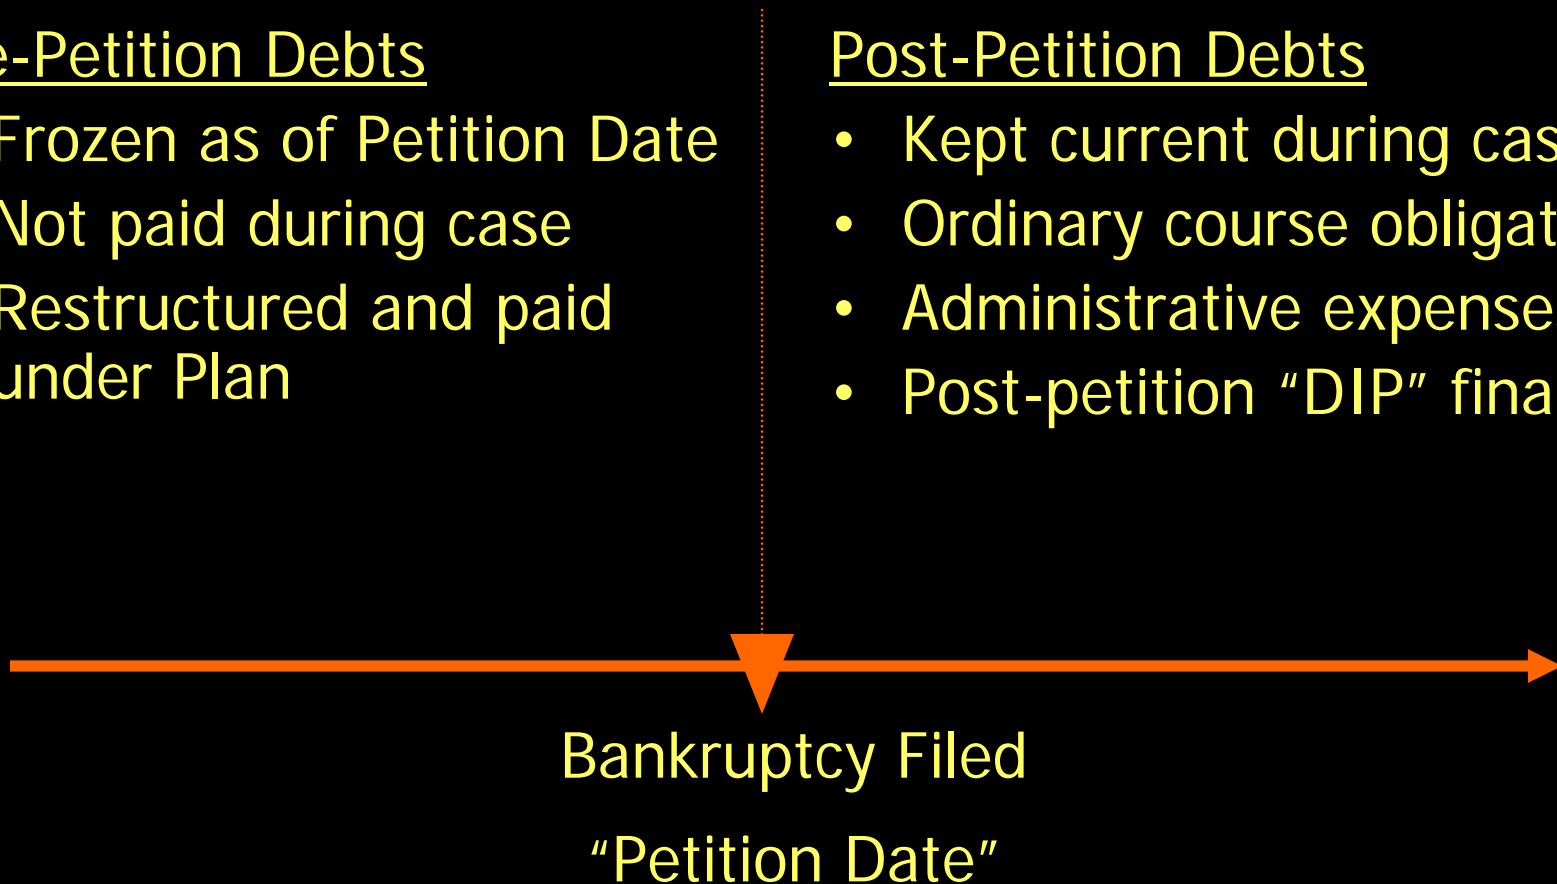 e-Petition Debts
Frozen as of Petition Date
Not paid during case
Restructured and paid
under Plan
Post-Petition Debts
• Kept current during cas
• Ordinary course obligat
• Administrative expense
• Post-petition “DIP” fina
Bankruptcy Filed
“Petition Date”